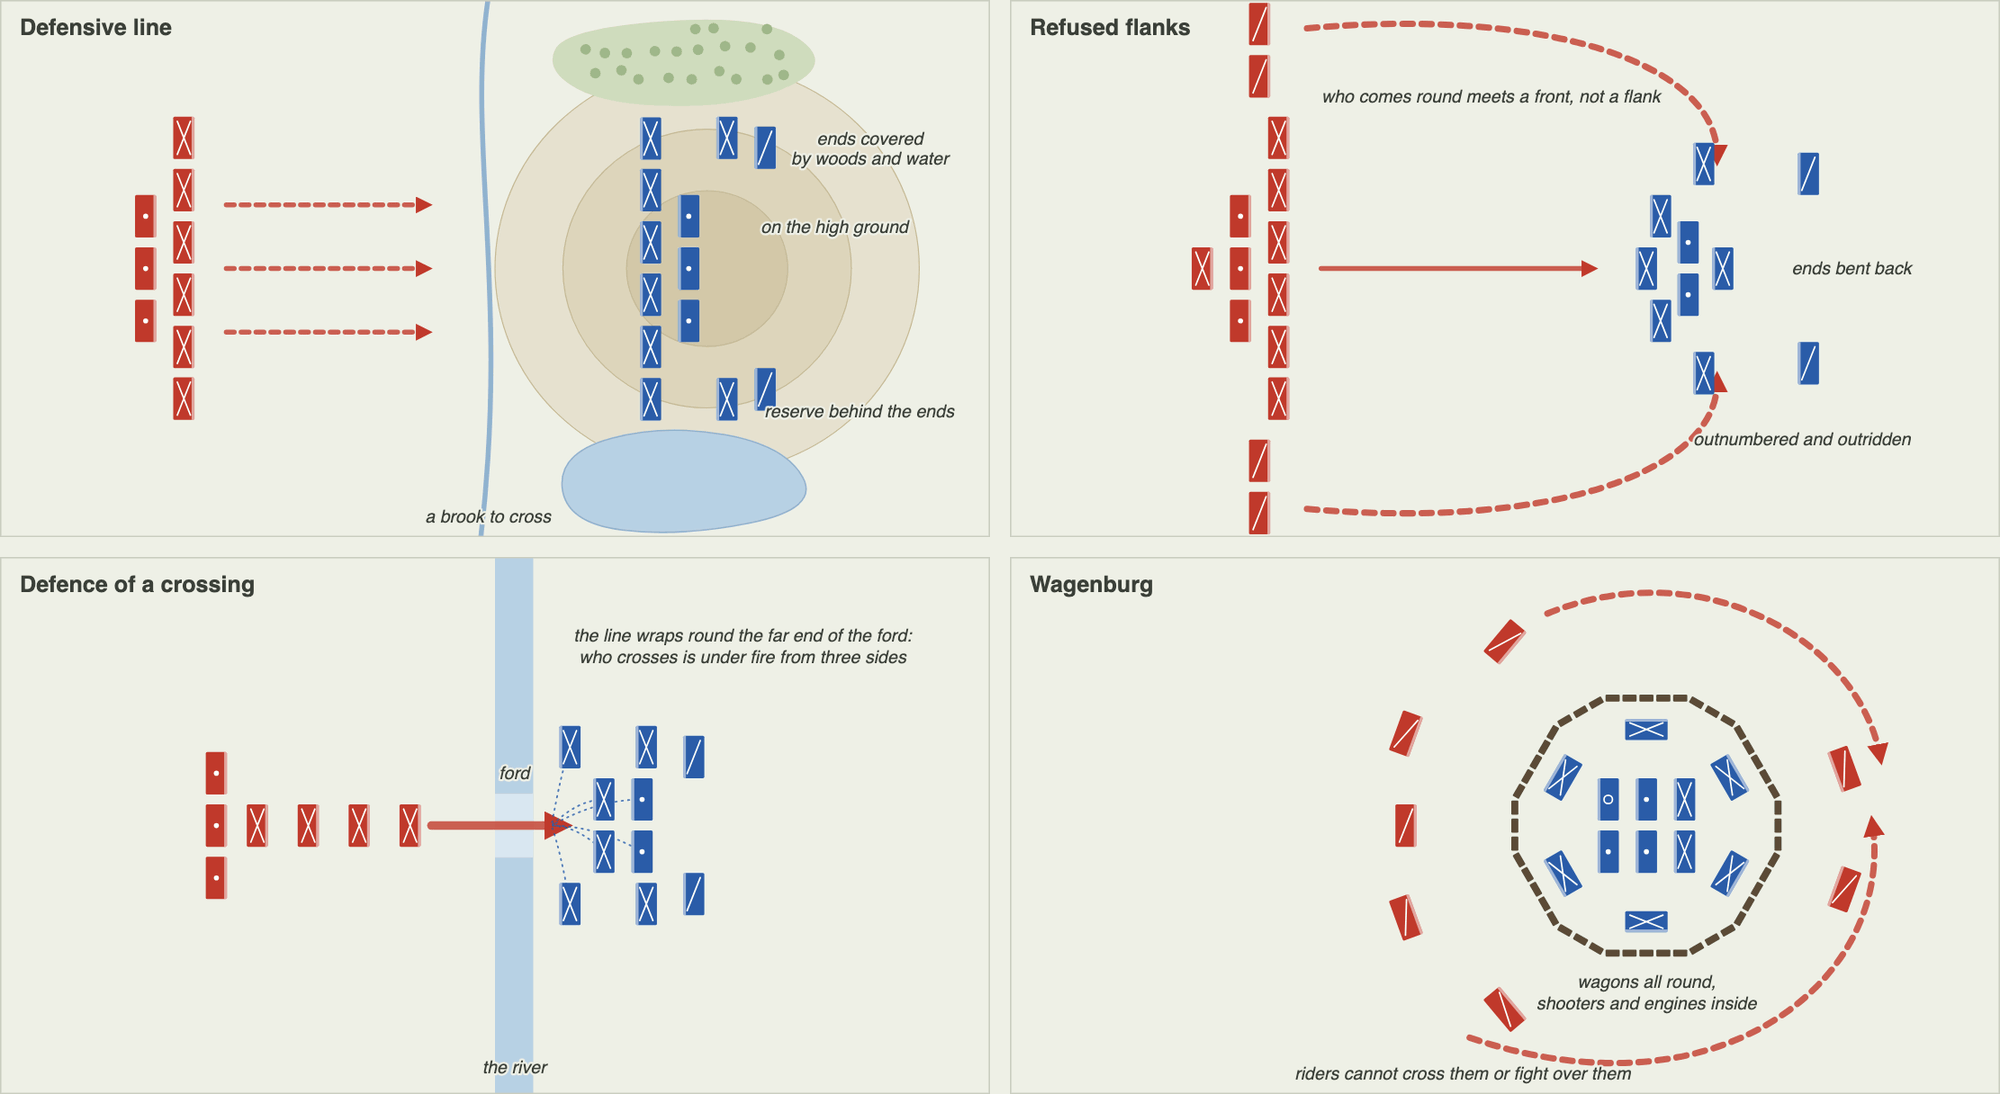 Defensive line
ends covered
by woods and water
on the high ground
reserve behind the ends
a brook to cross
Refused flanks
who comes round meets a front, not a flank
ends bent back
outnumbered and outridden
Defence of a crossing
the line wraps round the far end of the ford:
who crosses is under fire from three sides
ford
the river
Wagenburg
wagons all round,
shooters and engines inside
riders cannot cross them or fight over them